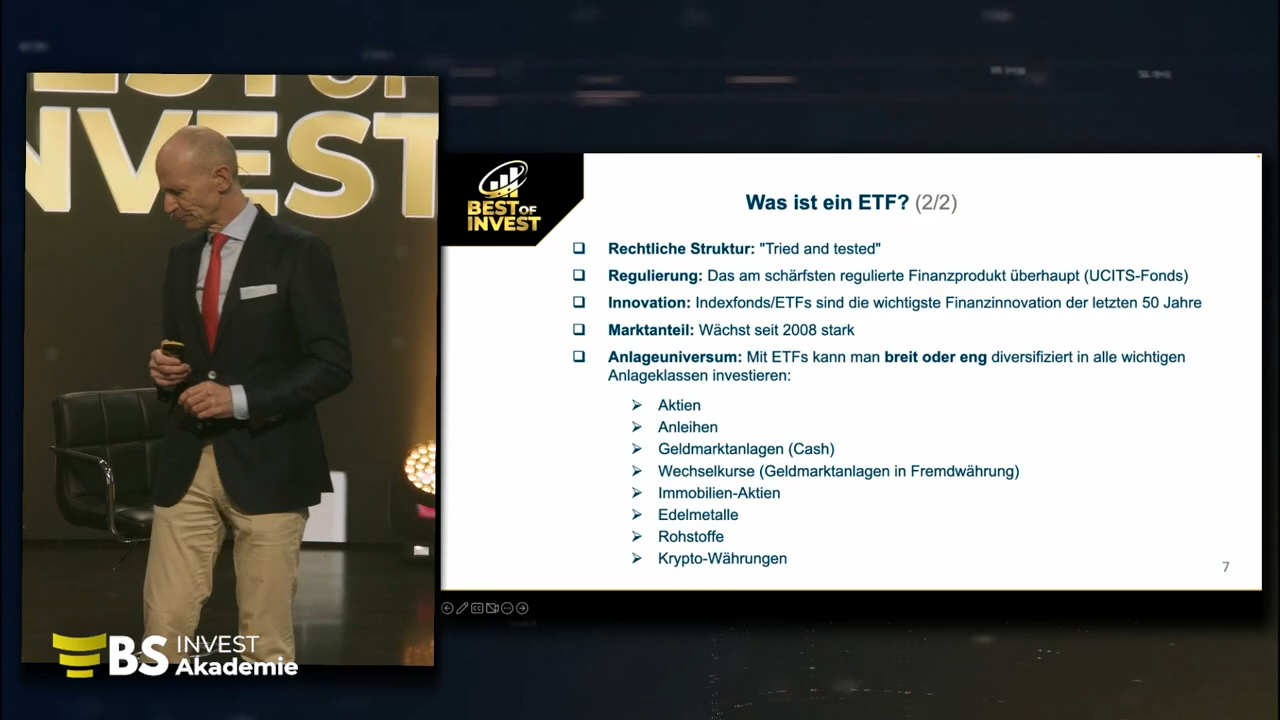 BEST OF
INVEST
BEST OF
INVEST
Was ist ein ETF? (2/2)
❑ Rechtliche Struktur: "Tried and tested"
❑ Regulierung: Das am schärfsten regulierte Finanzprodukt überhaupt (UCITS-Fonds)
❑ Innovation: Indexfonds/ETFs sind die wichtigste Finanzinnovation der letzten 50 Jahre
❑ Marktanteil: Wächst seit 2008 stark
❑ Anlageuniversum: Mit ETFs kann man breit oder eng diversifiziert in alle wichtigen
Anlageklassen investieren:
➢ Aktien
➢ Anleihen
➢ Geldmarktanlagen (Cash)
➢ Wechselkurse (Geldmarktanlagen in Fremdwährung)
➢ Immobilien-Aktien
➢ Edelmetalle
➢ Rohstoffe
➢ Krypto-Währungen
7
BS INVEST
Akademie